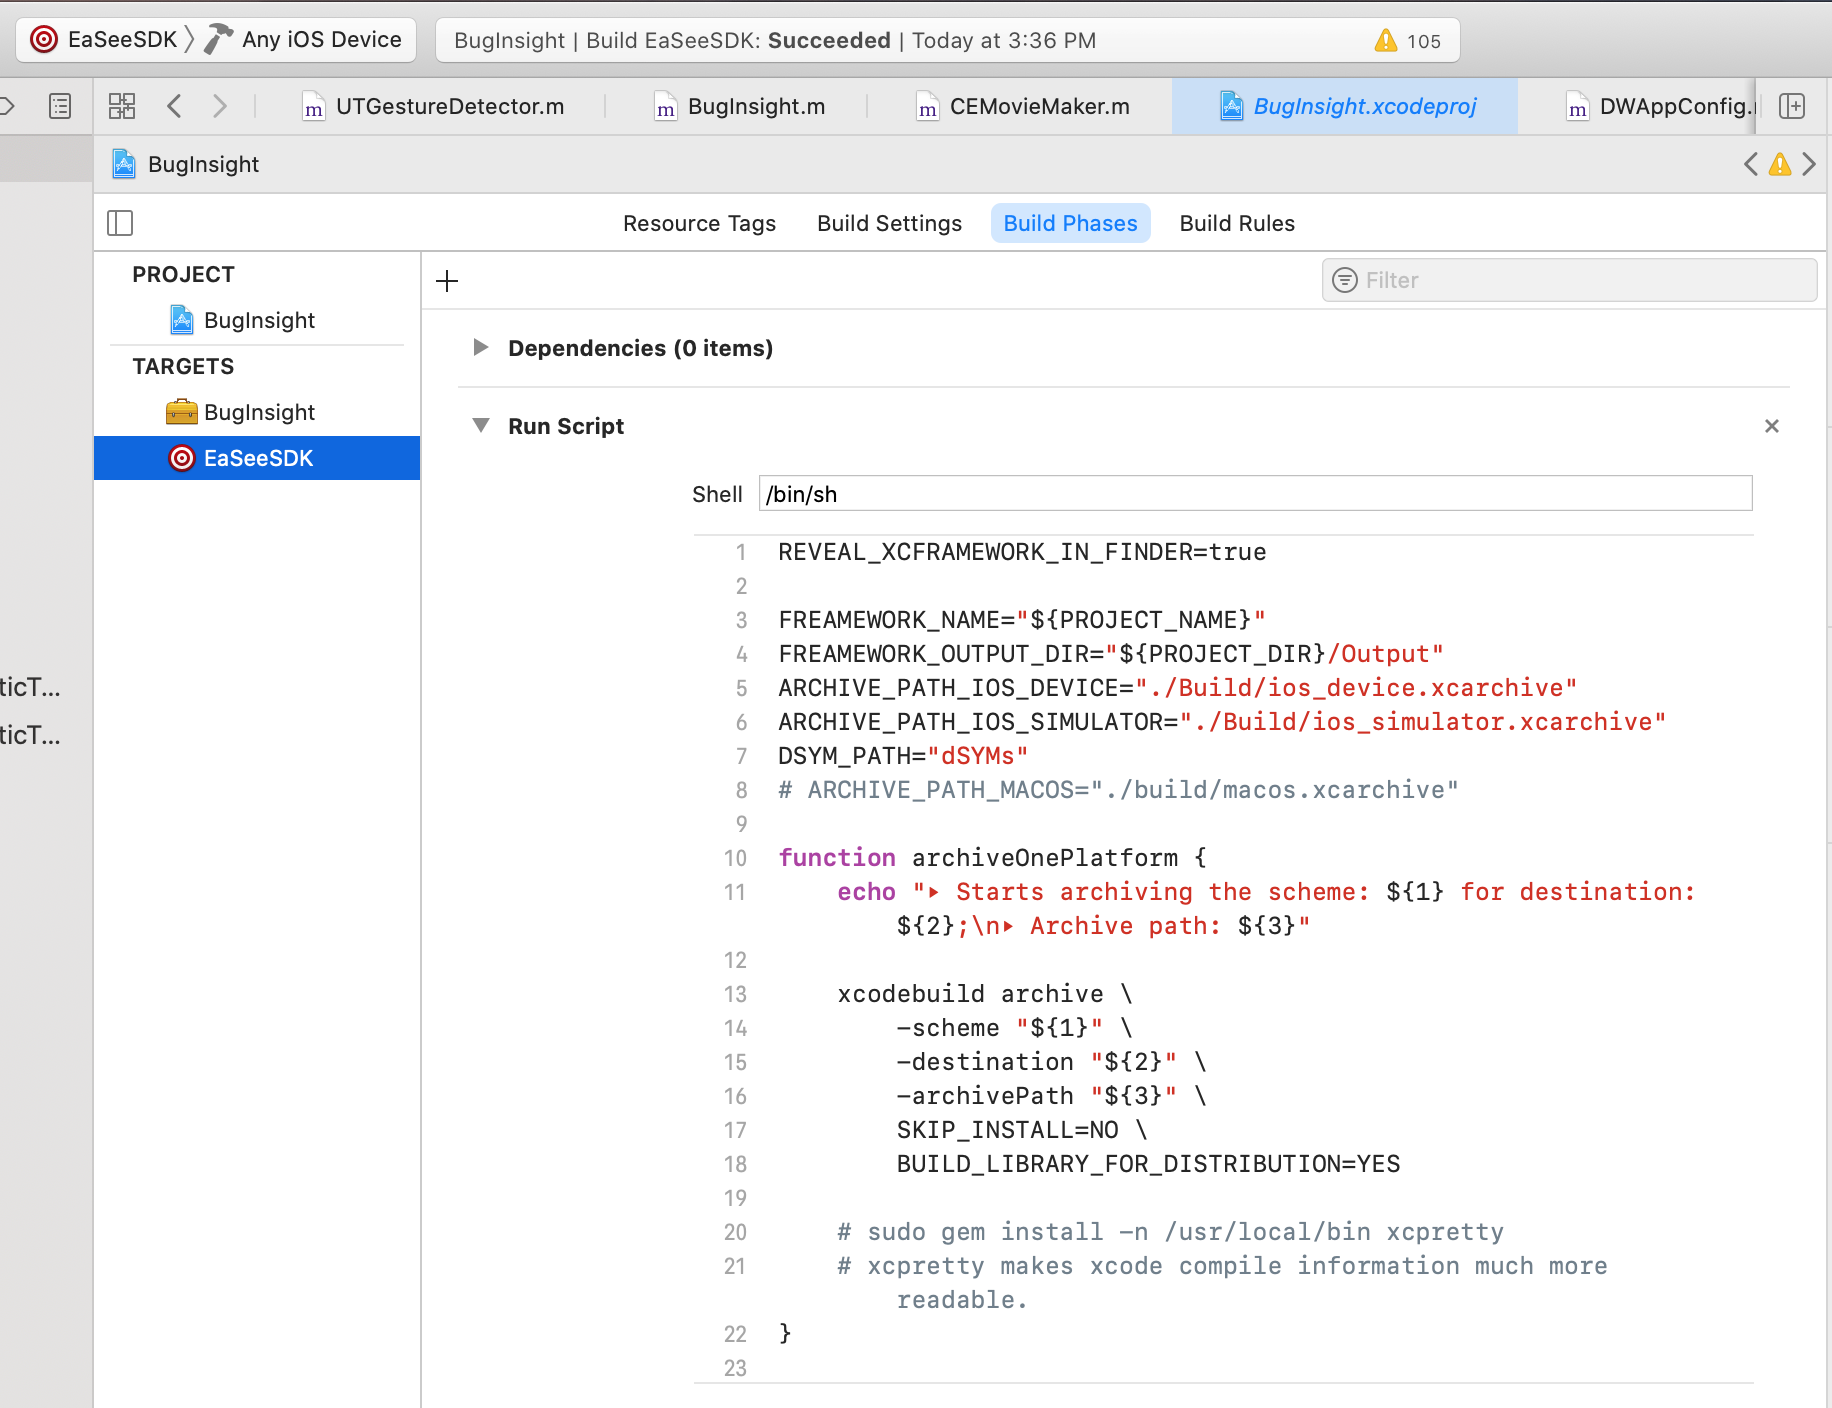 EaSeeSDK Any iOS Device
BugInsight | Build EaSeeSDK: Succeeded | Today at 3:36 PM 105
UTGestureDetector.m BugInsight.m CEMovieMaker.m BugInsight.xcodeproj DWAppConfig.
BugInsight
Resource Tags Build Settings Build Phases Build Rules
PROJECT
BugInsight
TARGETS
BugInsight
EaSeeSDK
ticT...
ticT...
Filter
Dependencies (0 items)
Run Script
Shell /bin/sh
1 REVEAL_XCFRAMEWORK_IN_FINDER=true
2
3 FREAMEWORK_NAME="${PROJECT_NAME}"
4 FREAMEWORK_OUTPUT_DIR="${PROJECT_DIR}/Output"
5 ARCHIVE_PATH_IOS_DEVICE="./Build/ios_device.xcarchive"
6 ARCHIVE_PATH_IOS_SIMULATOR="./Build/ios_simulator.xcarchive"
7 DSYM_PATH="dSYMs"
8 # ARCHIVE_PATH_MACOS="./build/macos.xcarchive"
9
10 function archiveOnePlatform {
11 echo "▸ Starts archiving the scheme: ${1} for destination:
${2};\n▸ Archive path: ${3}"
12
13 xcodebuild archive \
14 -scheme "${1}" \
15 -destination "${2}" \
16 -archivePath "${3}" \
17 SKIP_INSTALL=NO \
18 BUILD_LIBRARY_FOR_DISTRIBUTION=YES
19
20 # sudo gem install -n /usr/local/bin xcpretty
21 # xcpretty makes xcode compile information much more
readable.
22 }
23